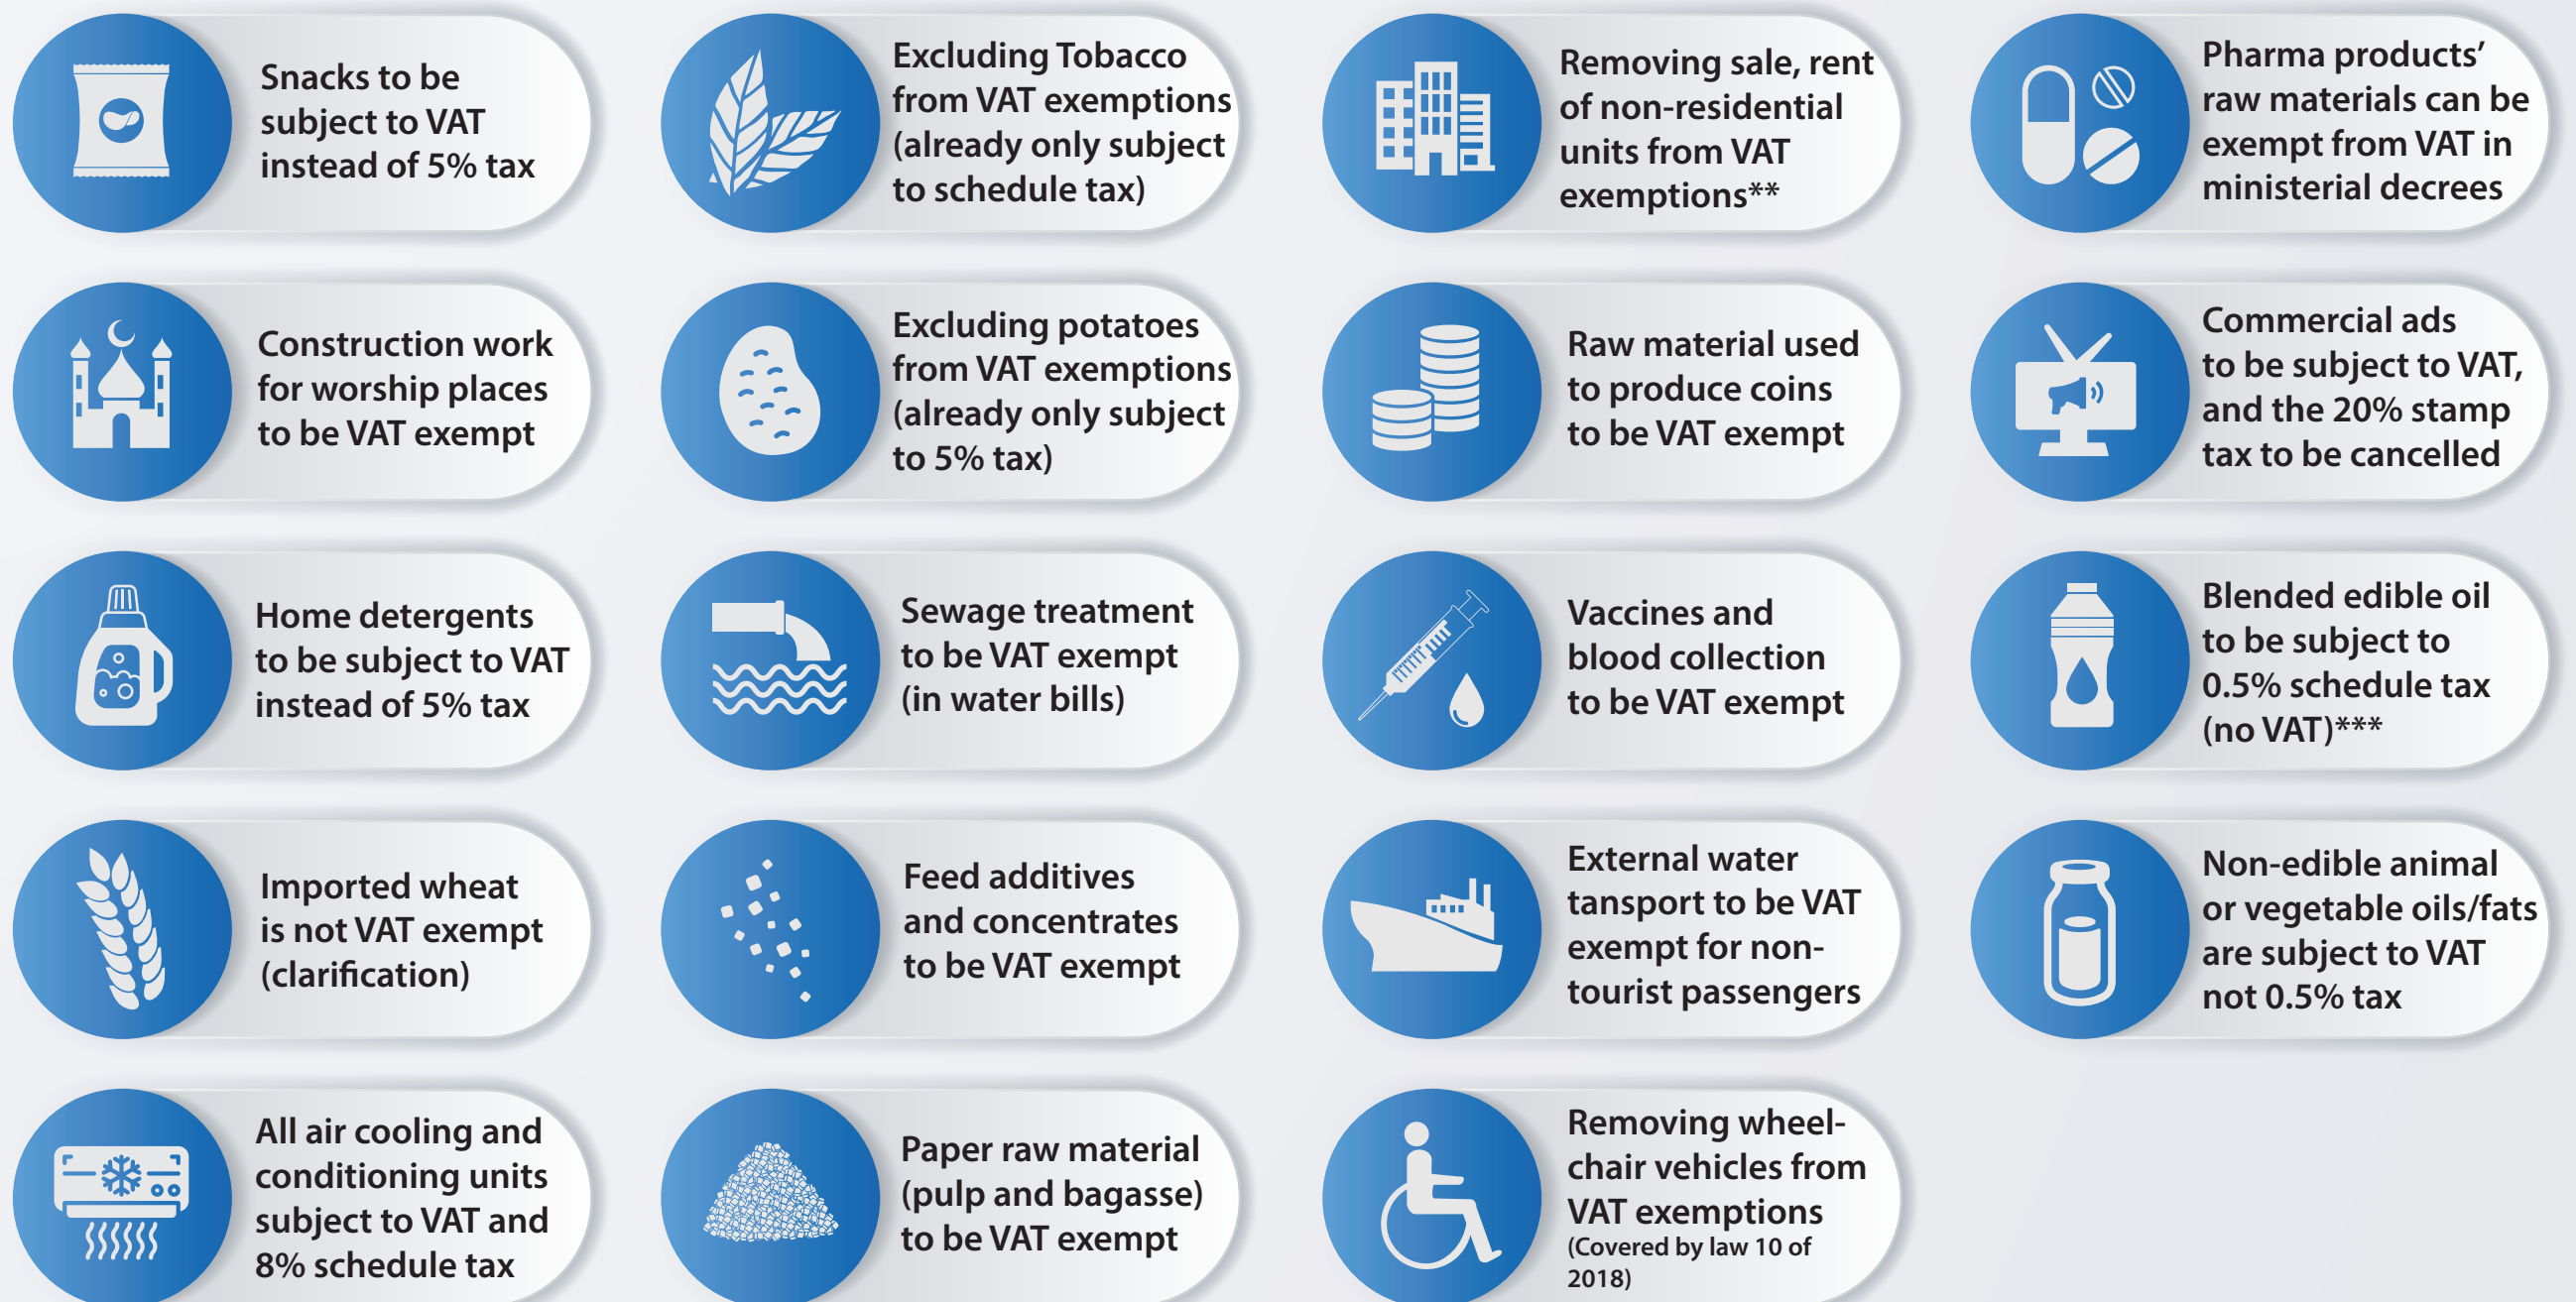 Snacks to be
subject to VAT
instead of 5% tax
Excluding Tobacco
from VAT exemptions
(already only subject
to schedule tax)
Removing sale, rent
of non-residential
units from VAT
exemptions**
Pharma products’
raw materials can be
exempt from VAT in
ministerial decrees
Construction work
for worship places
to be VAT exempt
Excluding potatoes
from VAT exemptions
(already only subject
to 5% tax)
Raw material used
to produce coins
to be VAT exempt
Commercial ads
to be subject to VAT,
and the 20% stamp
tax to be cancelled
Home detergents
to be subject to VAT
instead of 5% tax
Sewage treatment
to be VAT exempt
(in water bills)
Vaccines and
blood collection
to be VAT exempt
Blended edible oil
to be subject to
0.5% schedule tax
(no VAT)***
Imported wheat
is not VAT exempt
(clarification)
Feed additives
and concentrates
to be VAT exempt
External water
tansport to be VAT
exempt for non-
tourist passengers
Non-edible animal
or vegetable oils/fats
are subject to VAT
not 0.5% tax
All air cooling and
conditioning units
subject to VAT and
8% schedule tax
Paper raw material
(pulp and bagasse)
to be VAT exempt
Removing wheel-
chair vehicles from
VAT exemptions
(Covered by law 10 of
2018)